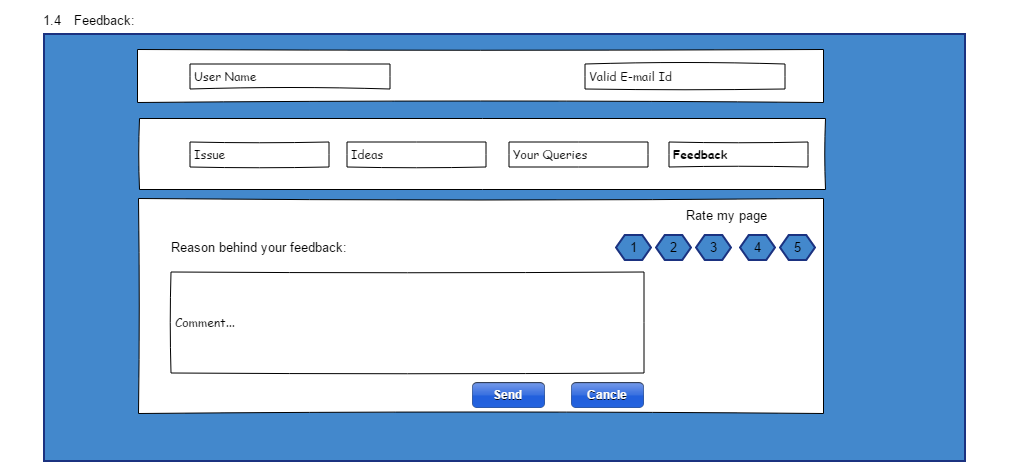 1.4 Feedback:
User Name
Valid E-mail Id
Issue
Ideas
Your Queries
Feedback
Rate my page
Reason behind your feedback:
1 2 3 4 5
Comment...
Send
Cancle